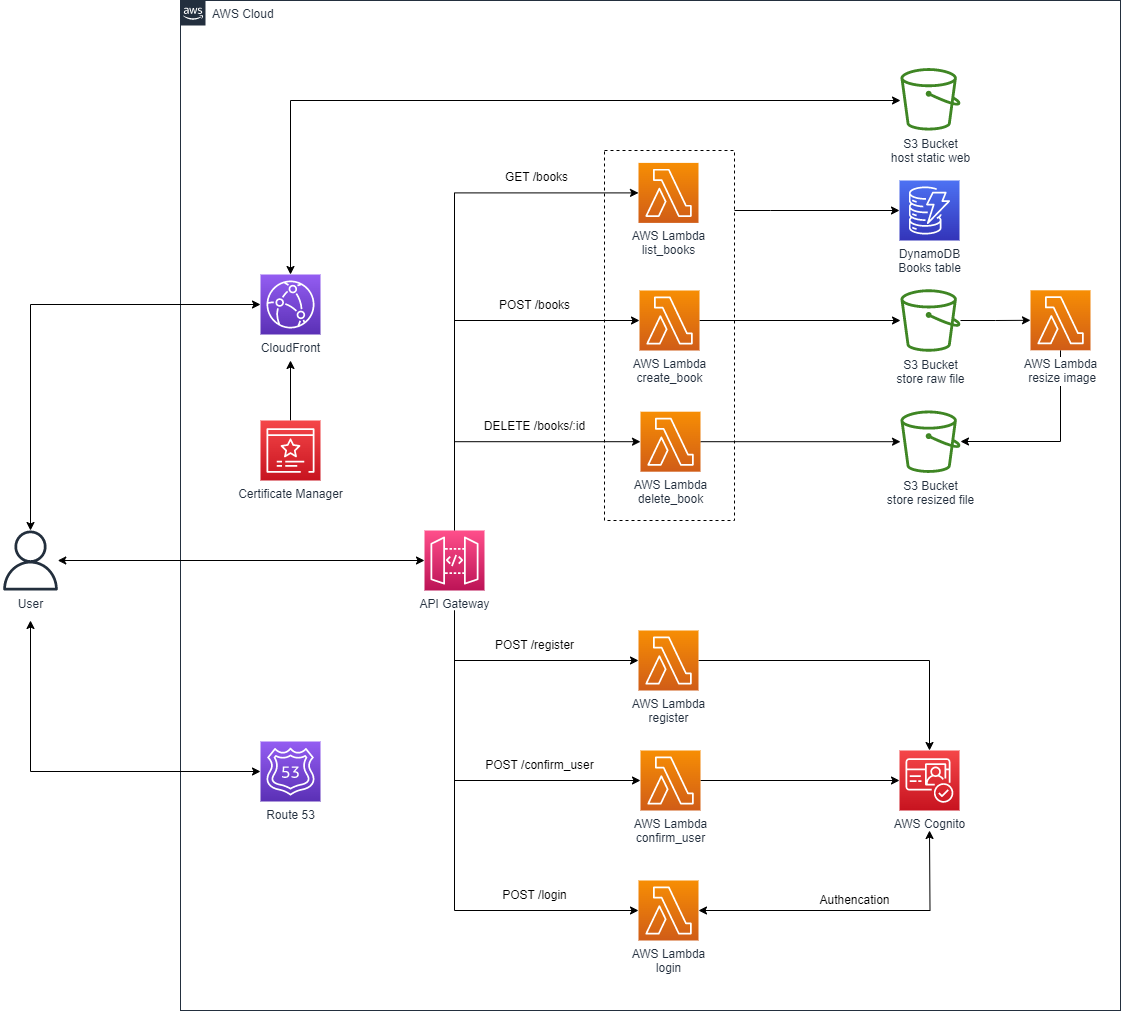 aws
AWS Cloud
S3 Bucket
host static web
GET /books
AWS Lambda
list_books
DynamoDB
Books table
CloudFront
POST /books
AWS Lambda
create_book
S3 Bucket
store raw file
AWS Lambda
resize image
Certificate Manager
DELETE /books/:id
AWS Lambda
delete_book
S3 Bucket
store resized file
User
</>
API Gateway
POST /register
AWS Lambda
register
53
Route 53
POST /confirm_user
AWS Lambda
confirm_user
AWS Cognito
POST /login
Authencation
AWS Lambda
login